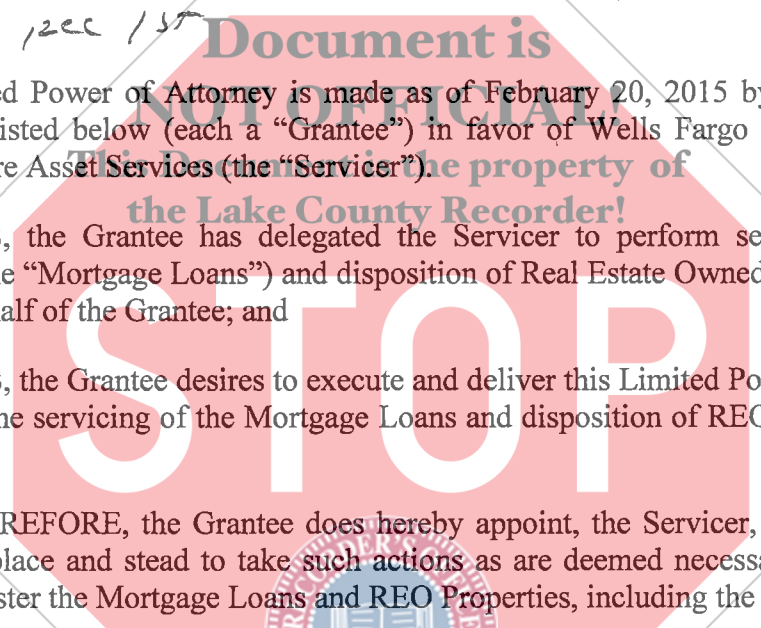 rec 1st
Document is
ed Power of Attorney is made as of February 20, 2015 by
NOT OFFICIAL
isted below (each a “Grantee”) in favor of Wells Fargo
re Asset Services (the “Servicer”).
This Document is the property of
the Lake County Recorder!
, the Grantee has delegated the Servicer to perform se
e “Mortgage Loans”) and disposition of Real Estate Owned
alf of the Grantee; and
STOP
, the Grantee desires to execute and deliver this Limited Po
he servicing of the Mortgage Loans and disposition of REO
REFORE, the Grantee does hereby appoint, the Servicer,
place and stead to take such actions as are deemed necessa
ster the Mortgage Loans and REO Properties, including the